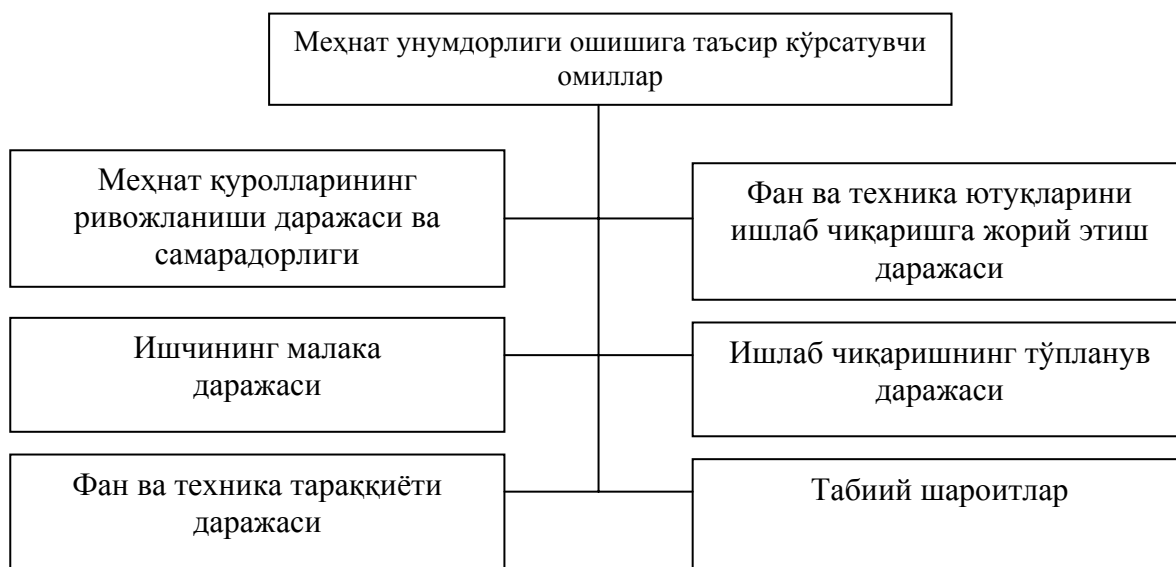 Меҳнат унумдорлиги ошишига таъсир кўрсатувчи
омиллар
Меҳнат қуролларининг
ривожланиши даражаси ва
самарадорлиги
Фан ва техника ютуқларини
ишлаб чиқаришга жорий этиш
даражаси
Ишчининг малака
даражаси
Ишлаб чиқаришнинг тўпланув
даражаси
Фан ва техника тараққиёти
даражаси
Табиий шароитлар